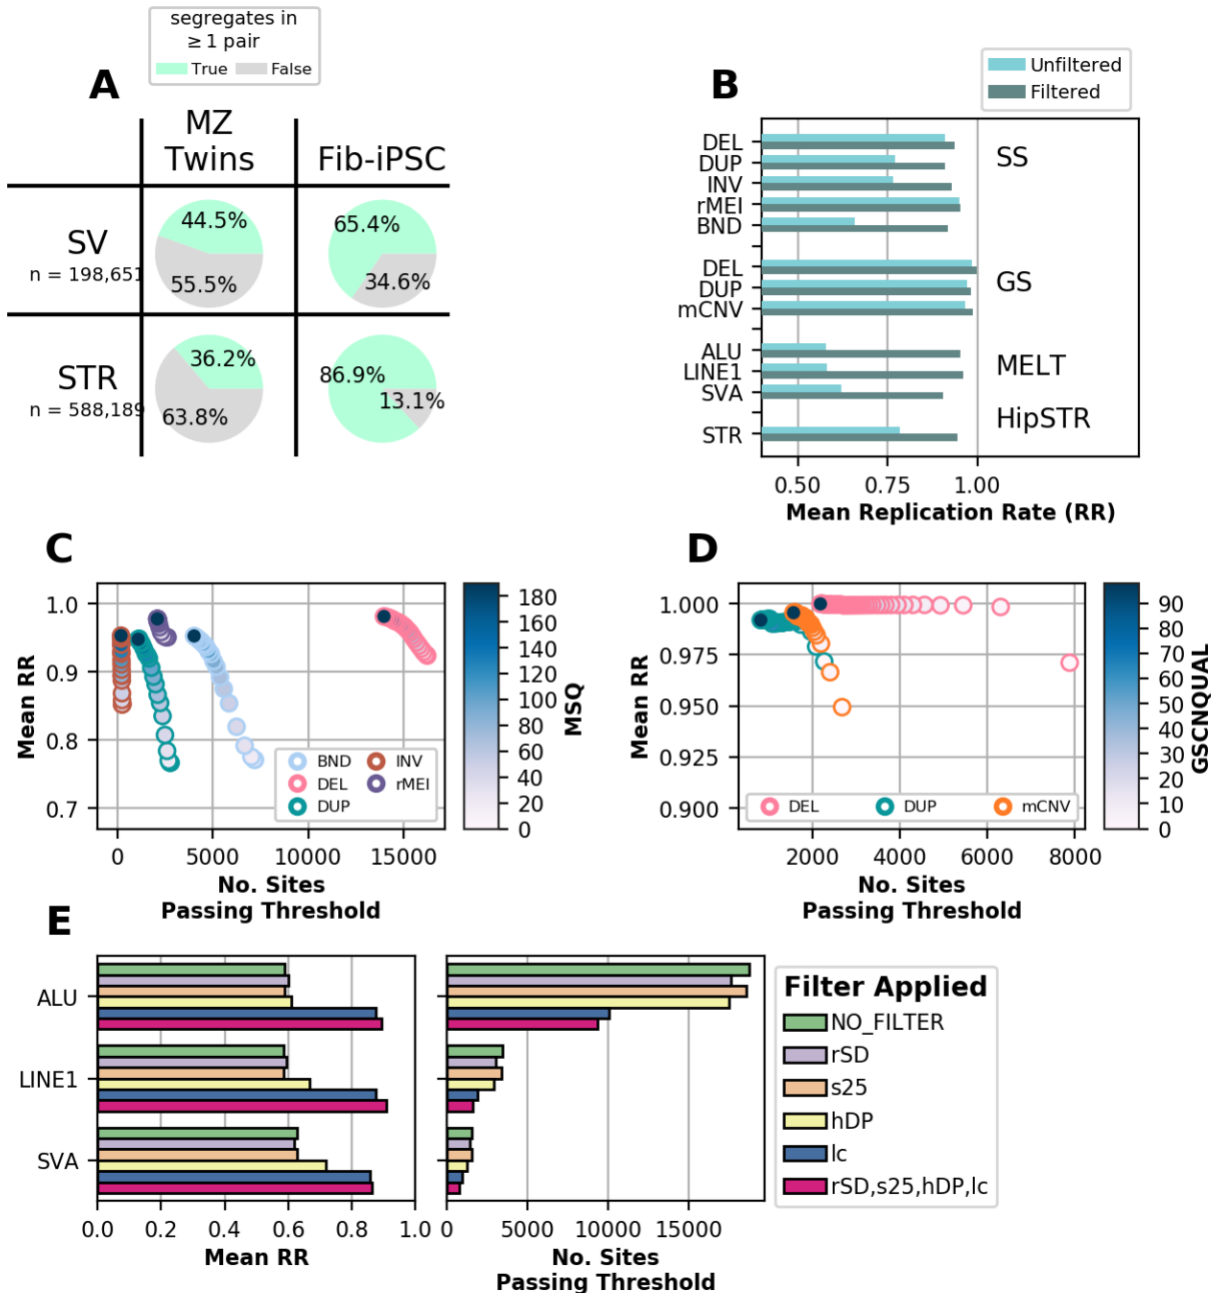 segregates in
≥ 1 pair
True False
A
MZ
Twins
Fib-iPSC
SV
n = 198,651
44.5%
55.5%
65.4%
34.6%
STR
n = 588,189
36.2%
63.8%
86.9%
13.1%
B
Unfiltered
Filtered
DEL
DUP
INV
rMEI
BND
SS
DEL
DUP
mCNV
GS
ALU
LINE1
SVA
MELT
HipSTR
STR
0.50 0.75 1.00
Mean Replication Rate (RR)
C
1.0
0.9
0.8
0.7
Mean RR
BND INV
DEL rMEI
DUP
0 5000 10000 15000
No. Sites
Passing Threshold
180
160
140
120
100
80
60
40
20
0
MSQ
D
1.000
0.975
0.950
0.925
0.900
Mean RR
DEL DUP mCNV
2000 4000 6000 8000
No. Sites
Passing Threshold
90
80
70
60
50
40
30
20
10
0
GSCNQUAL
E
ALU
LINE1
SVA
0.0 0.2 0.4 0.6 0.8 1.0
Mean RR
0 5000 10000 15000
No. Sites
Passing Threshold
Filter Applied
NO_FILTER
rSD
s25
hDP
lc
rSD,s25,hDP,lc